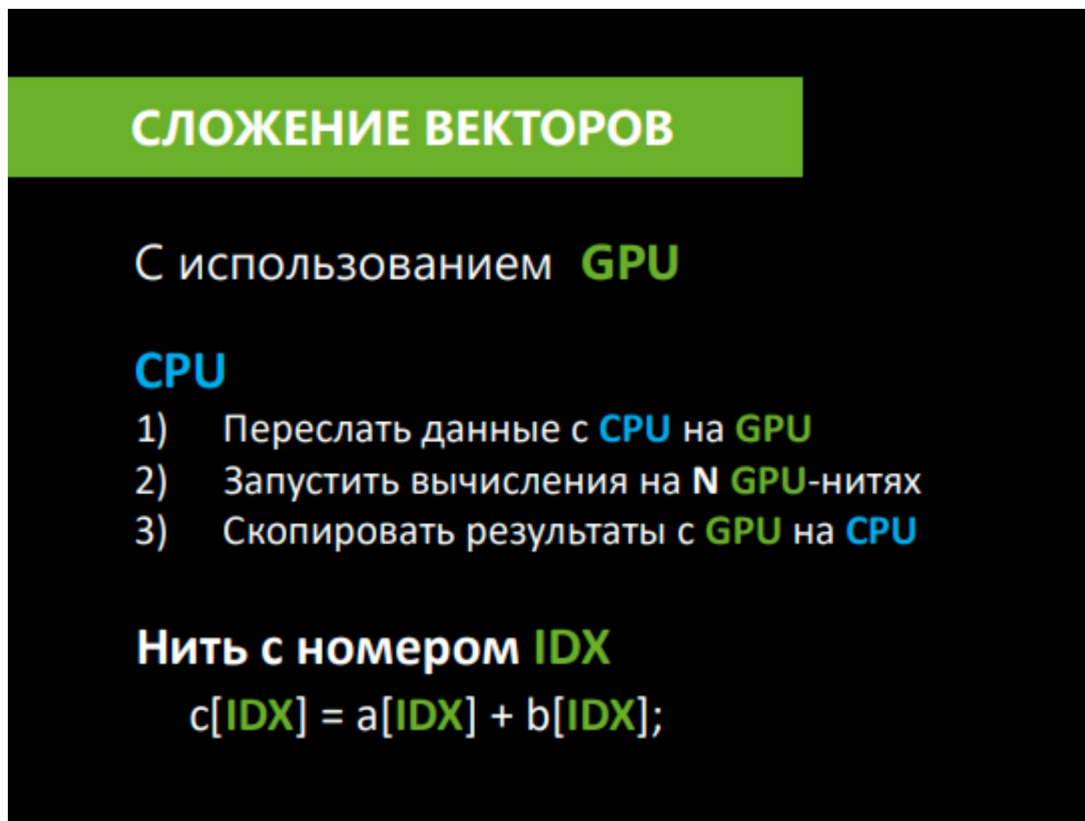 СЛОЖЕНИЕ ВЕКТОРОВ
С использованием GPU
CPU
1) Переслать данные с CPU на GPU
2) Запустить вычисления на N GPU-нитях
3) Скопировать результаты с GPU на CPU
Нить с номером IDX
c[IDX] = a[IDX] + b[IDX];